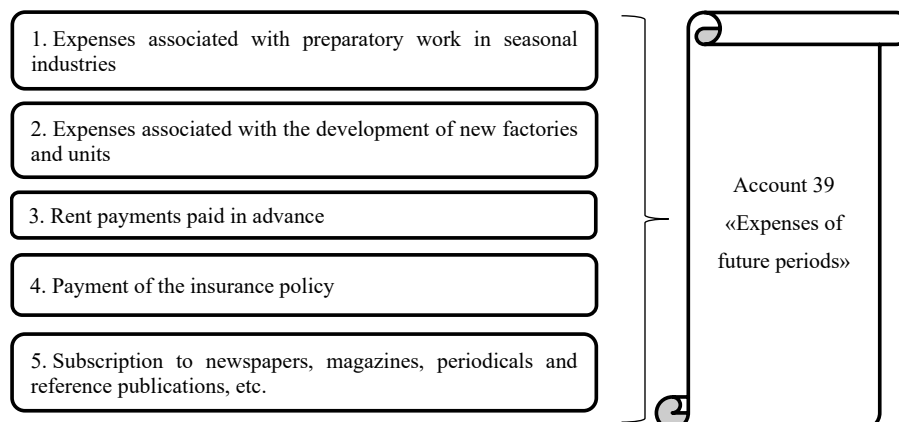 1. Expenses associated with preparatory work in seasonal
industries
2. Expenses associated with the development of new factories
and units
3. Rent payments paid in advance
4. Payment of the insurance policy
5. Subscription to newspapers, magazines, periodicals and
reference publications, etc.
Account 39
«Expenses of
future periods»